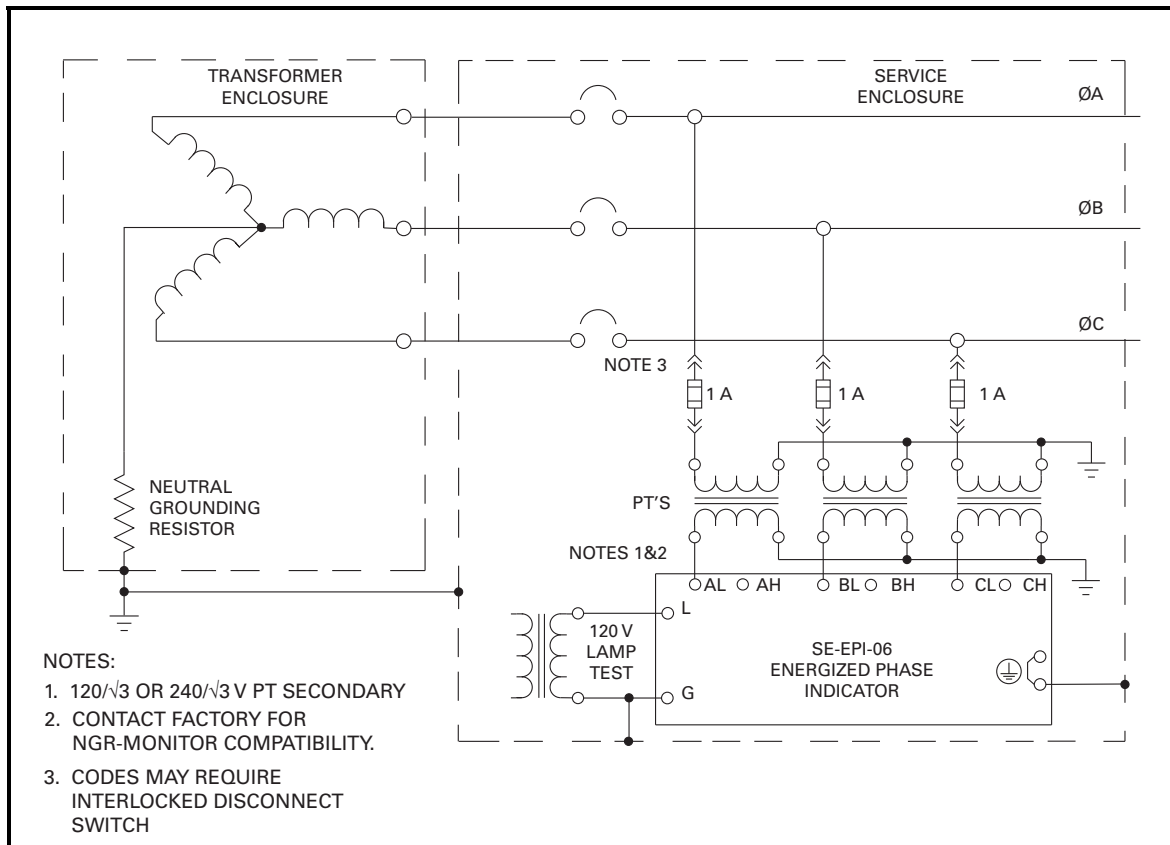 TRANSFORMER
ENCLOSURE
SERVICE
ENCLOSURE
ØA
ØB
ØC
NOTE 3
1 A
1 A
1 A
NEUTRAL
GROUNDING
RESISTOR
PT'S
NOTES 1&2
AL
AH
BL
BH
CL
CH
L
120 V
LAMP
TEST
G
SE-EPI-06
ENERGIZED PHASE
INDICATOR
NOTES:
1. 120/√3 OR 240/√3 V PT SECONDARY
2. CONTACT FACTORY FOR
NGR-MONITOR COMPATIBILITY.
3. CODES MAY REQUIRE
INTERLOCKED DISCONNECT
SWITCH